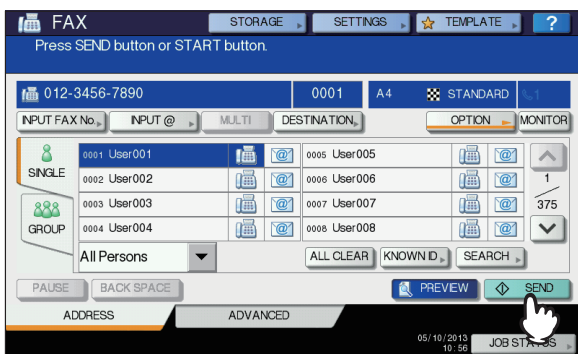 FAX STORAGE SETTINGS TEMPLATE ?
Press SEND button or START button.
012-3456-7890 0001 A4 STANDARD 1
INPUT FAX No. INPUT @ MULTI DESTINATION OPTION MONITOR
SINGLE
GROUP
0001 User001 @ 0005 User005 @
0002 User002 @ 0006 User006 @
0003 User003 @ 0007 User007 @
0004 User004 @ 0008 User008 @
1
375
All Persons ALL CLEAR KNOWN ID SEARCH
PAUSE BACK SPACE PREVIEW SEND
ADDRESS ADVANCED
05/10/2013
10:56
JOB STATUS